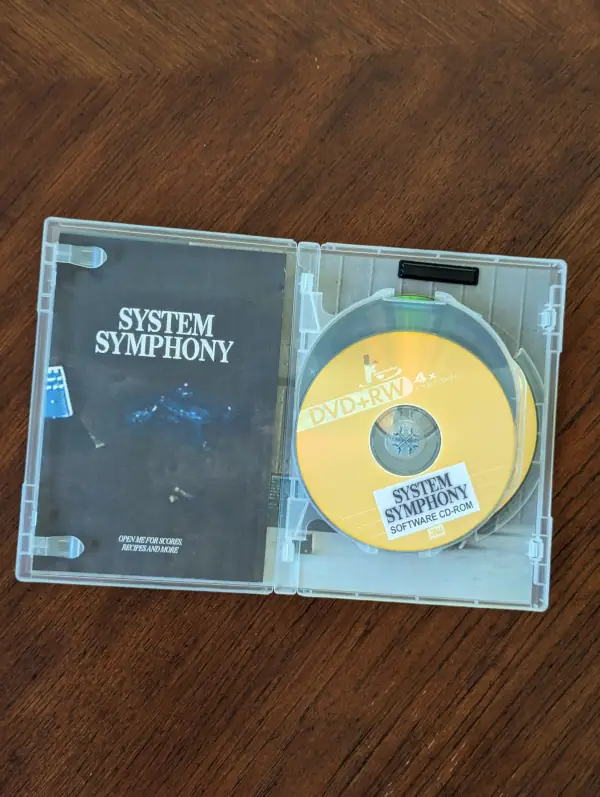 SYSTEM
SYMPHONY
OPEN ME FOR SCORES,
RECIPES AND MORE
4x
DVD+RW
SYSTEM
SYMPHONY
SOFTWARE CD-ROM